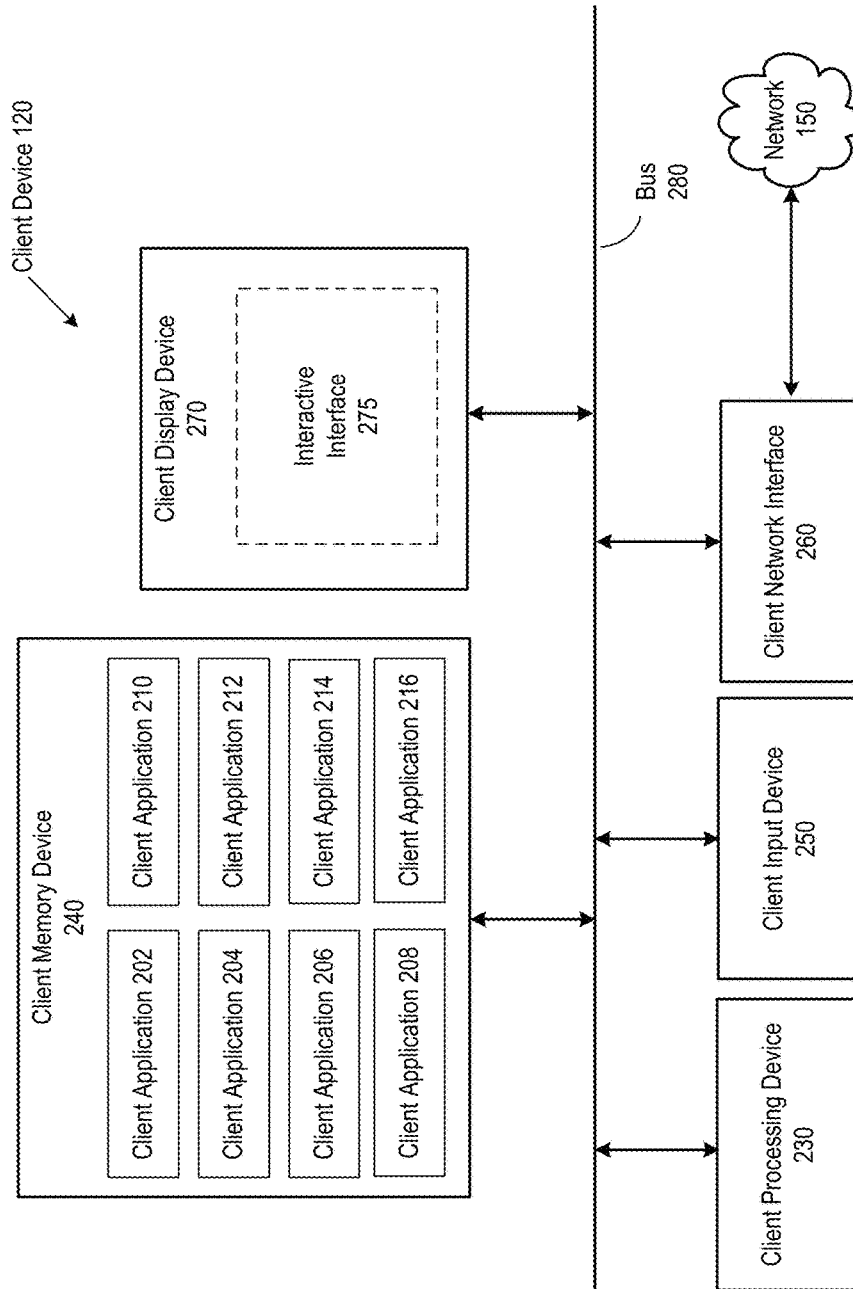 Client Device 120
Client Memory Device
240
Client Application 202
Client Application 210
Client Application 204
Client Application 212
Client Application 206
Client Application 214
Client Application 208
Client Application 216
Client Display Device
270
Interactive
Interface
275
Bus
280
Client Processing Device
230
Client Input Device
250
Client Network Interface
260
Network
150